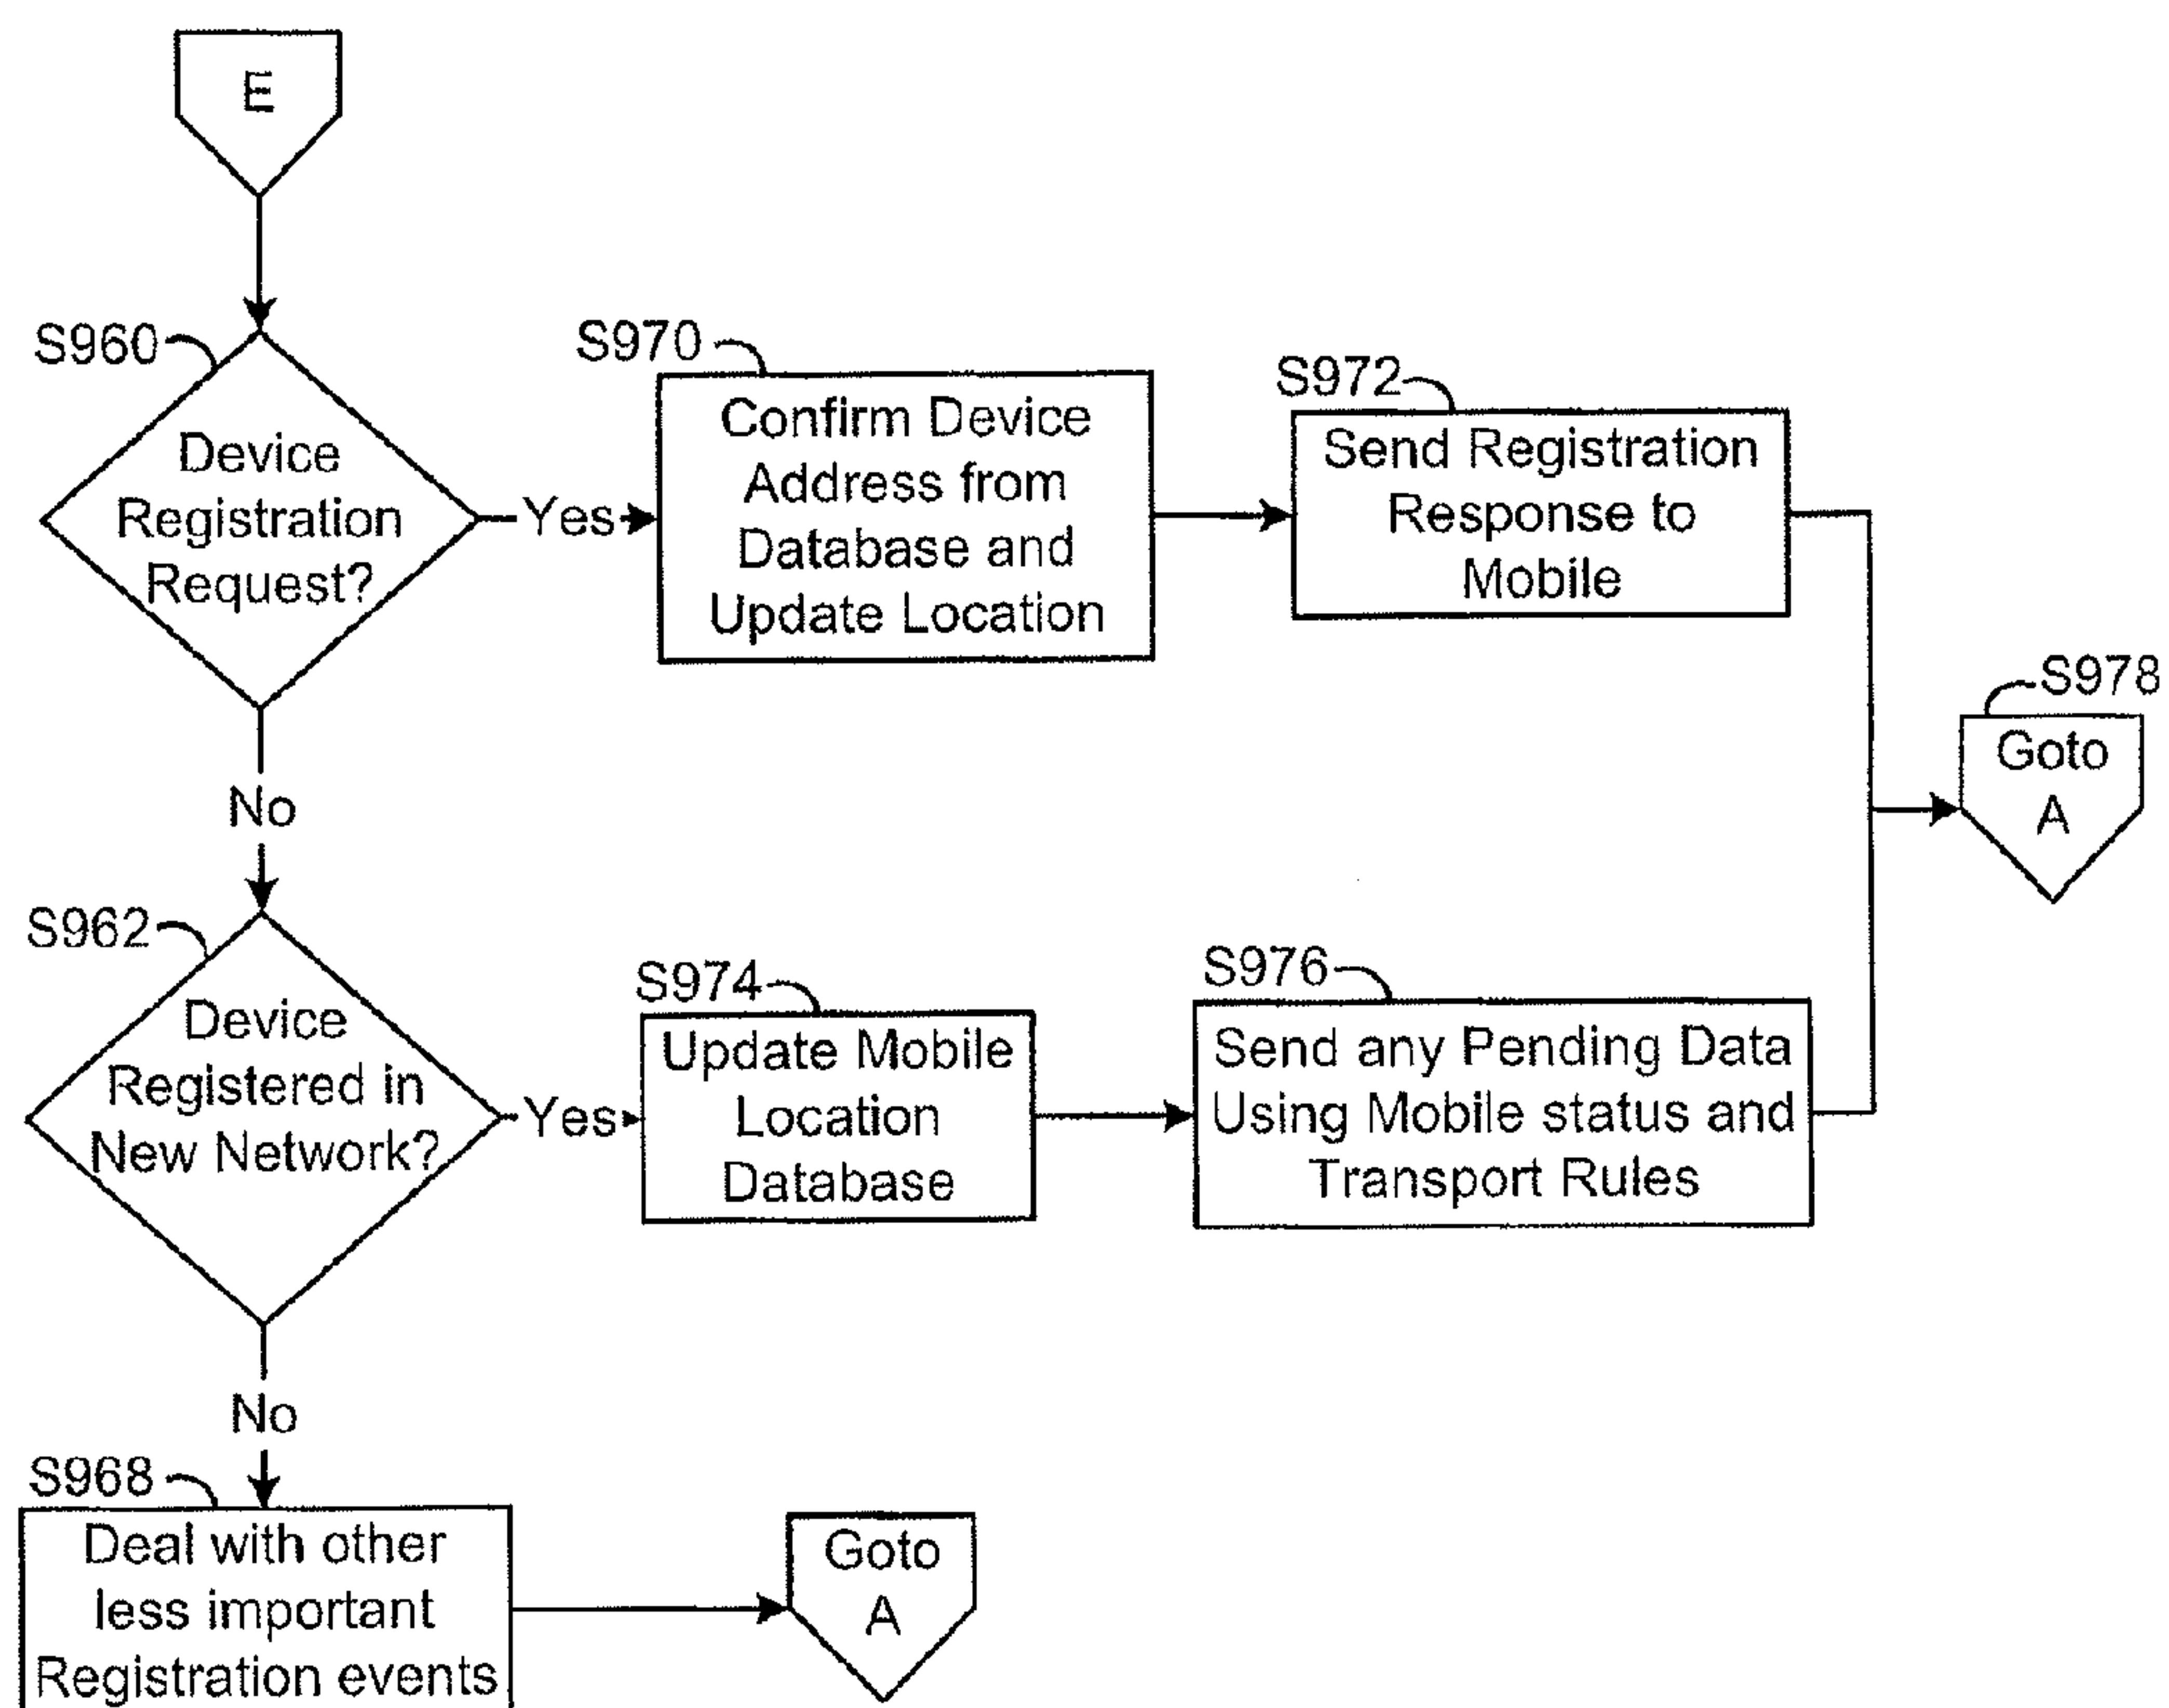 E
S960
Device
Registration
Request?
Yes
S970
Confirm Device
Address from
Database and
Update Location
S972
Send Registration
Response to
Mobile
S978
Goto
A
No
S962
Device
Registered in
New Network?
Yes
S974
Update Mobile
Location
Database
S976
Send any Pending Data
Using Mobile status and
Transport Rules
No
S968
Deal with other
less important
Registration events
Goto
A